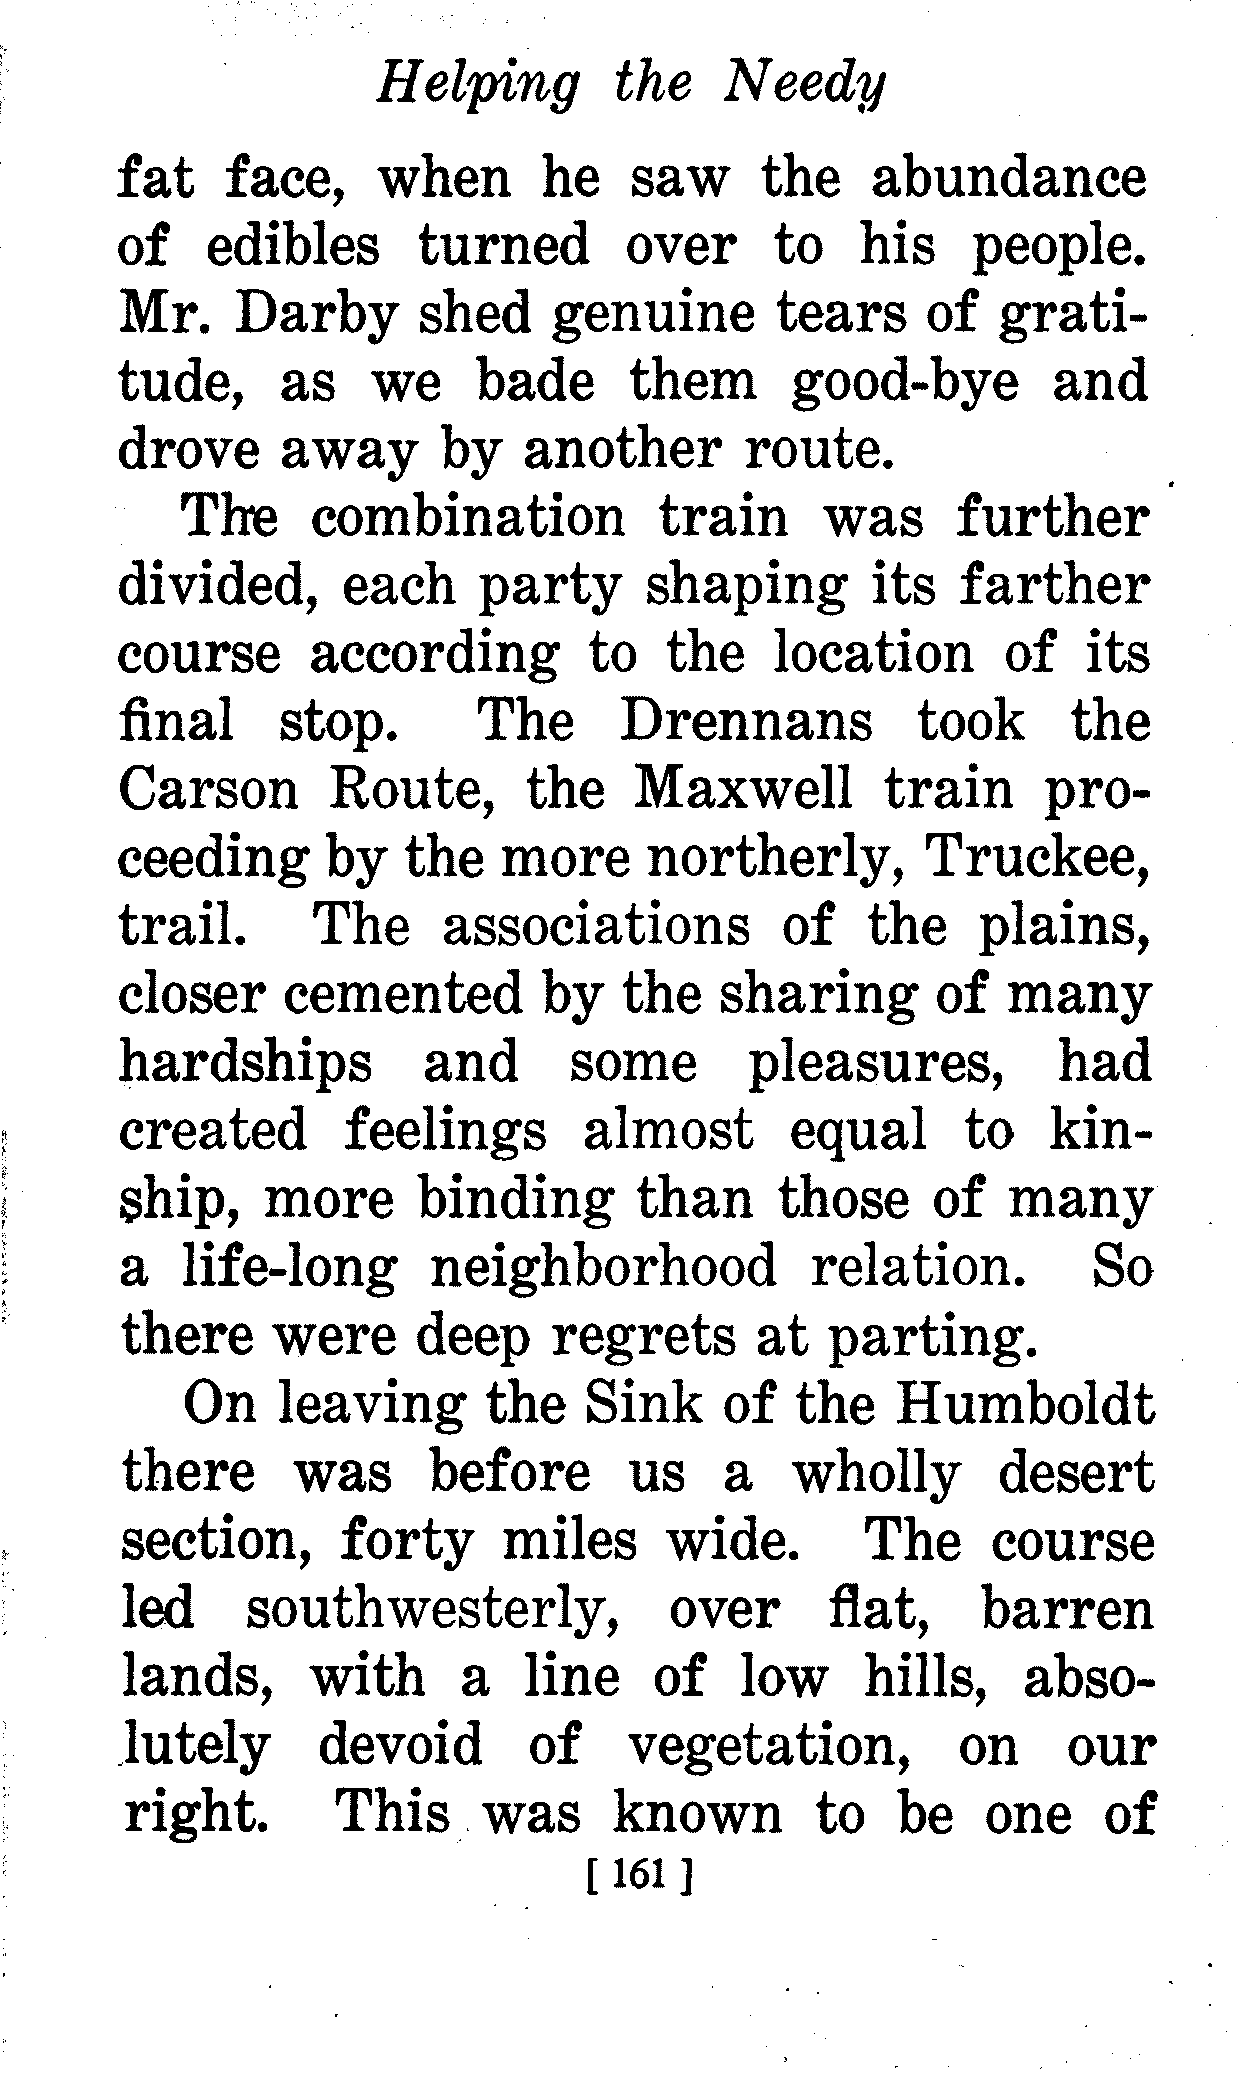 Helping the Needy
fat face, when he saw the abundance
of edibles turned over to his people.
Mr. Darby shed genuine tears of grati-
tude, as we bade them good-bye and
drove away by another route.
The combination train was further
divided, each party shaping its farther
course according to the location of its
final stop. The Drennans took the
Carson Route, the Maxwell train pro-
ceeding by the more northerly, Truckee,
trail. The associations of the plains,
closer cemented by the sharing of many
hardships and some pleasures, had
created feelings almost equal to kin-
ship, more binding than those of many
a life-long neighborhood relation. So
there were deep regrets at parting.
On leaving the Sink of the Humboldt
there was before us a wholly desert
section, forty miles wide. The course
led southwesterly, over flat, barren
lands, with a line of low hills, abso-
lutely devoid of vegetation, on our
right. This was known to be one of
[ 161 ]